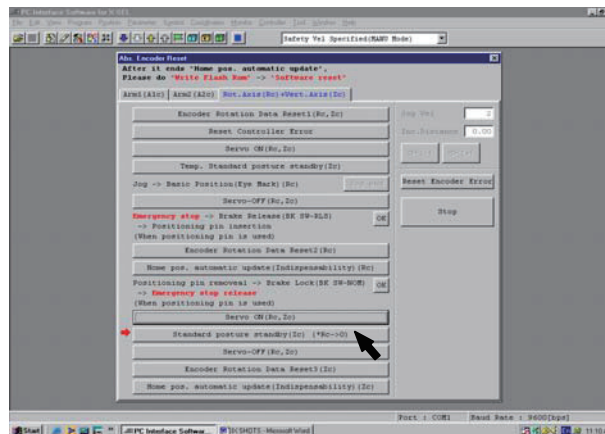 PC Interface Software for
File Edit View Program Position Parameter Symbol Coordinates Monitor Controller Tool Window Help
Safety Vel Specified(MANU Mode)
Abs. Encoder Reset
After it ends "Home pos. automatic update",
Please do "Write Flash Rom" -> "Software reset"
Arm1(A1c) Arm2(A2c) Rot.Axis(Rc)+Vert.Axis(Zc)
Encoder Rotation Data Reset1(Rc,Zc)
Reset Controller Error
Servo ON(Rc,Zc)
Temp. Standard posture standby(Zc)
Jog -> Basic Position(Eye Mark)(Rc)
Servo-OFF(Rc,Zc)
Emergency stop -> Brake Release(BK SW-RLS)
-> Positioning pin insertion
(When positioning pin is used)
OK
Encoder Rotation Data Reset2(Rc)
Home pos. automatic update(Indispensability)(Rc)
Positioning pin removeal -> Brake Lock(BK SW-NOM)
-> Emergency stop release
(When positioning pin is used)
OK
Servo ON(Rc,Zc)
Standard posture standby(Zc) (*Rc->0)
Servo-OFF(Rc,Zc)
Encoder Rotation Data Reset3(Zc)
Home pos. automatic update(Indispensability)(Zc)
Jog Vel 2
Inc.Distance 0.00
Reset Encoder Error
Stop
Port : COM1 Baud Rate : 9600[bps]
Start PC Interface Softwar... - Microsoft Word 11:10